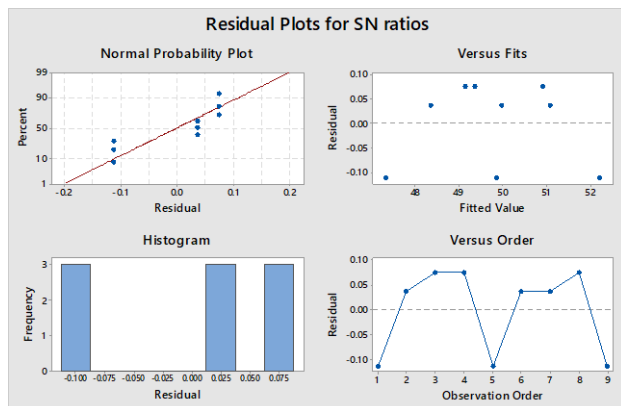 Residual Plots for SN ratios
Normal Probability Plot
Versus Fits
99
90
50
10
1
Percent
-0.2 -0.1 0.0 0.1 0.2
Residual
0.10
0.05
0.00
-0.05
-0.10
Residual
48 49 50 51 52
Fitted Value
Histogram
Versus Order
3
2
1
0
Frequency
-0.100 -0.075 -0.050 -0.025 0.000 0.025 0.050 0.075
Residual
0.10
0.05
0.00
-0.05
-0.10
Residual
1 2 3 4 5 6 7 8 9
Observation Order